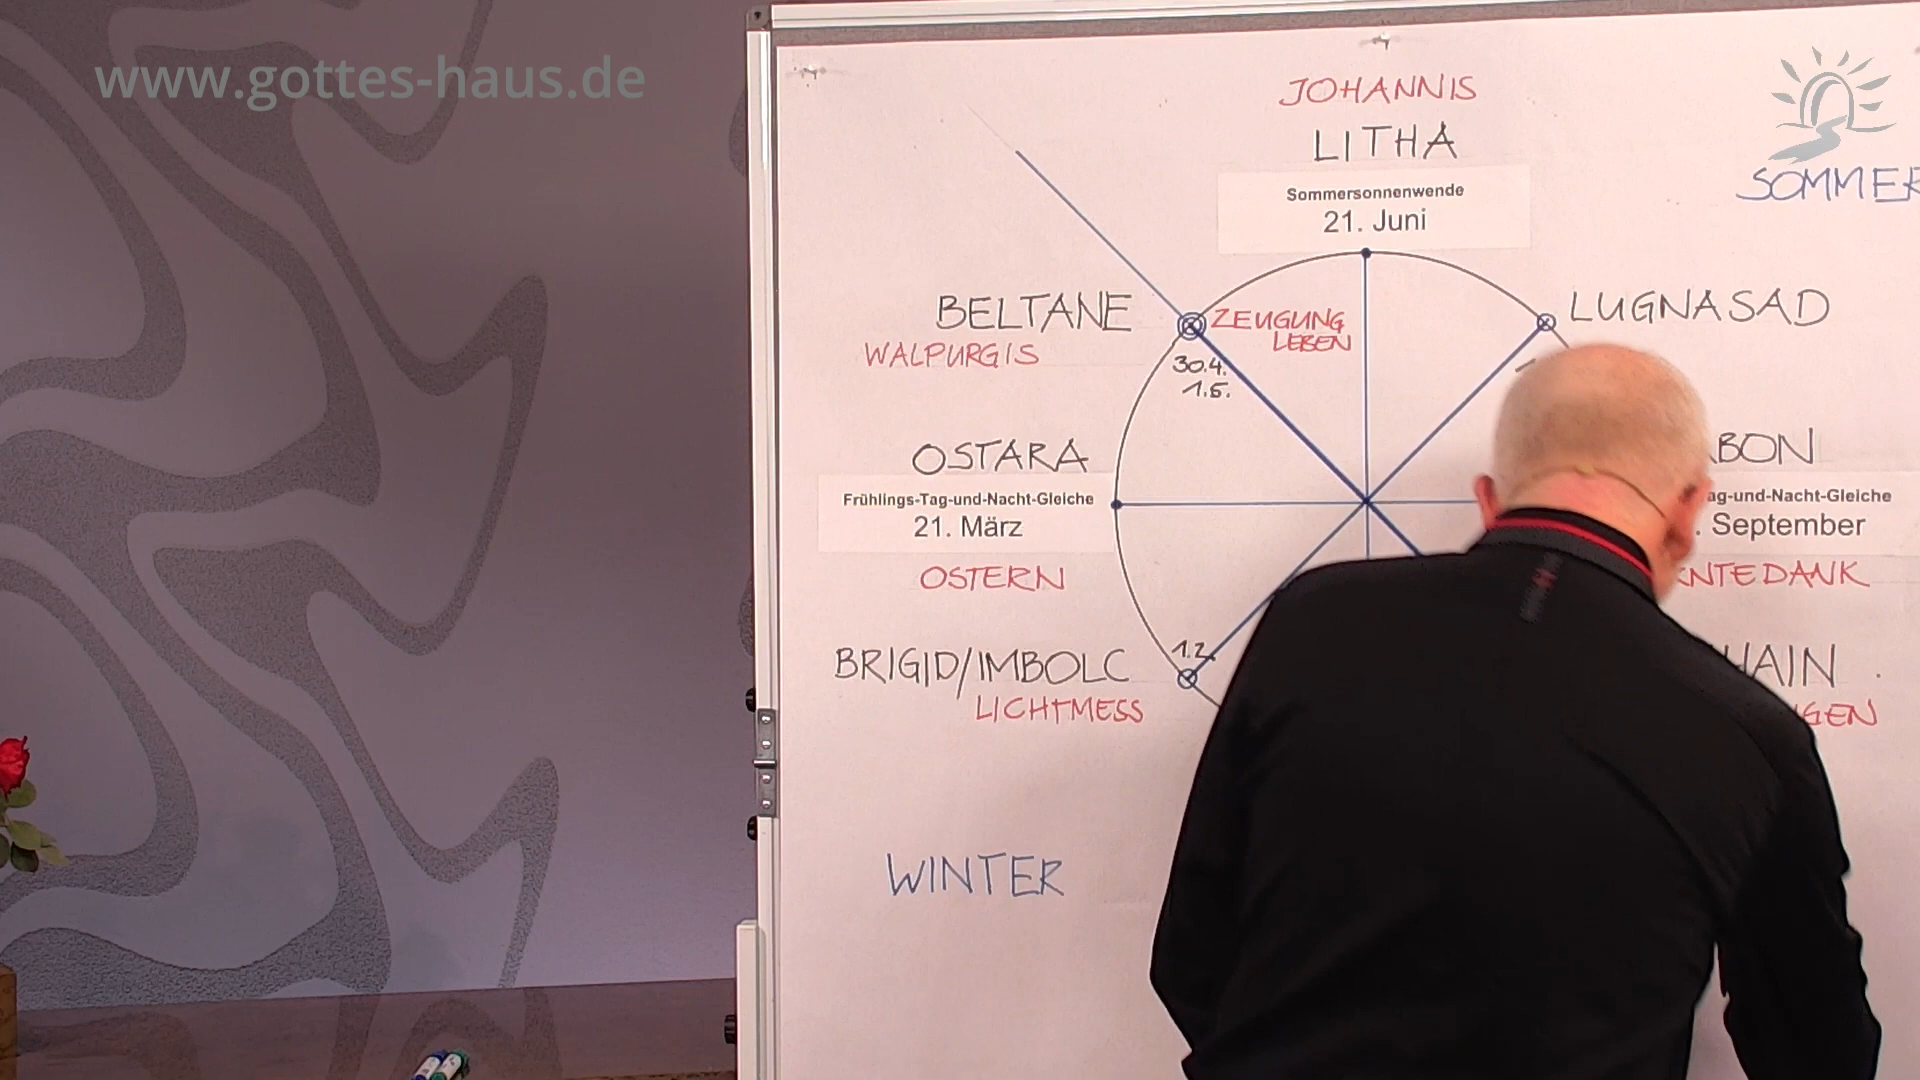 www.gottes-haus.de
JOHANNIS
LITHA
Sommersonnenwende
21. Juni
SOMMER
BELTANE
WALPURGIS
ZEUGUNG
LEBEN
30.4.
1.5.
LUGNASAD
OSTARA
Frühlings-Tag-und-Nacht-Gleiche
21. März
OSTERN
BON
ag-und-Nacht-Gleiche
. September
NTEDANK
BRIGID/IMBOLC
LICHTMESS
1.2.
HAIN
GEN
WINTER